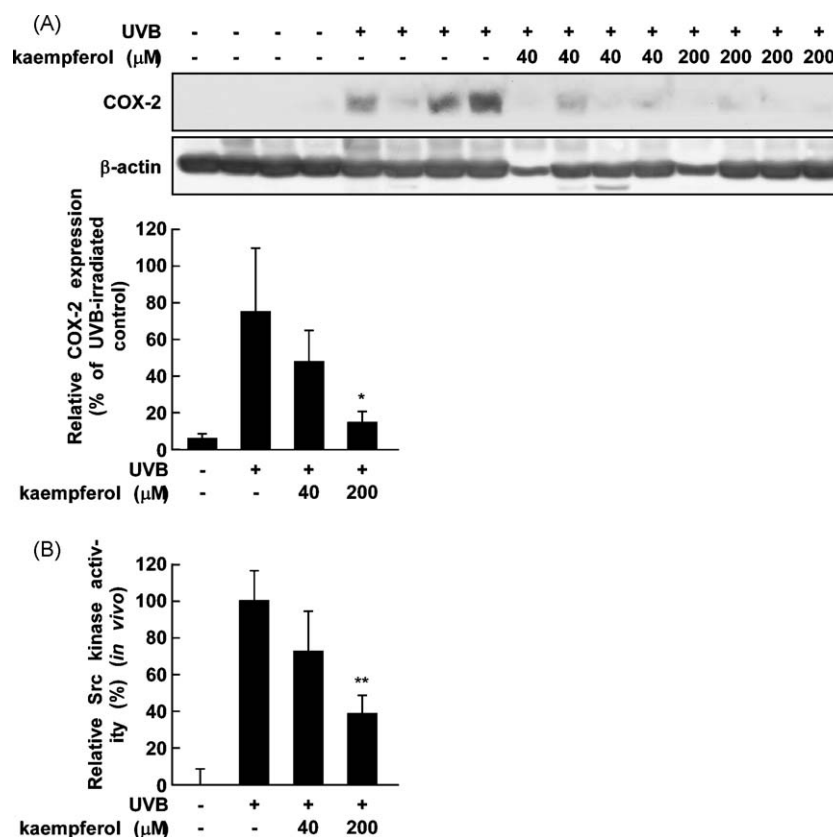 (A)
UVB - - - - + + + + + + + + + + + +
kaempferol (μM) - - - - - - - - 40 40 40 40 200 200 200 200
COX-2
β-actin
Relative COX-2 expression
(% of UVB-irradiated
control)
120
100
80
60
40
20
0
*
UVB - + + +
kaempferol (μM) - - 40 200
(B)
Relative Src kinase activ-
ity (%) (in vivo)
120
100
80
60
40
20
0
**
UVB - + + +
kaempferol (μM) - - 40 200